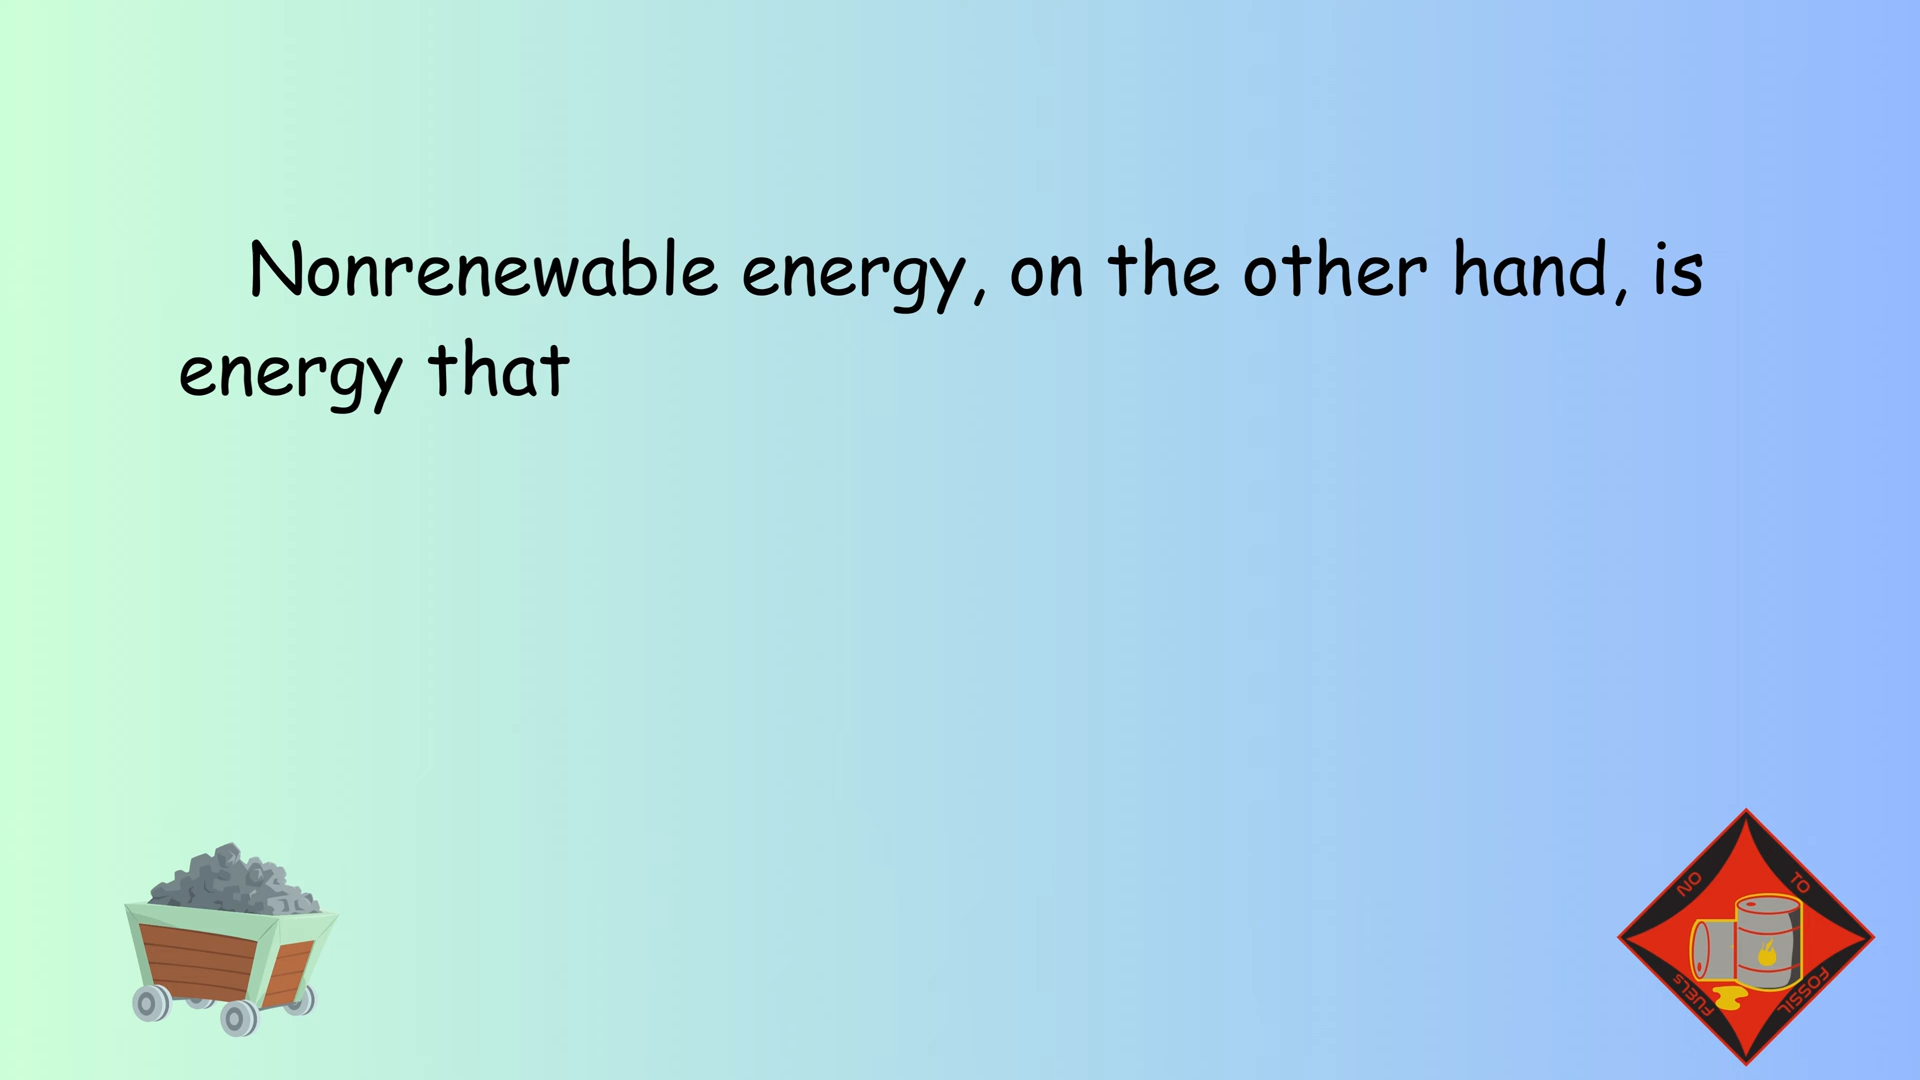 Nonrenewable energy, on the other hand, is
energy that
NO TO
FOSSIL FUELS